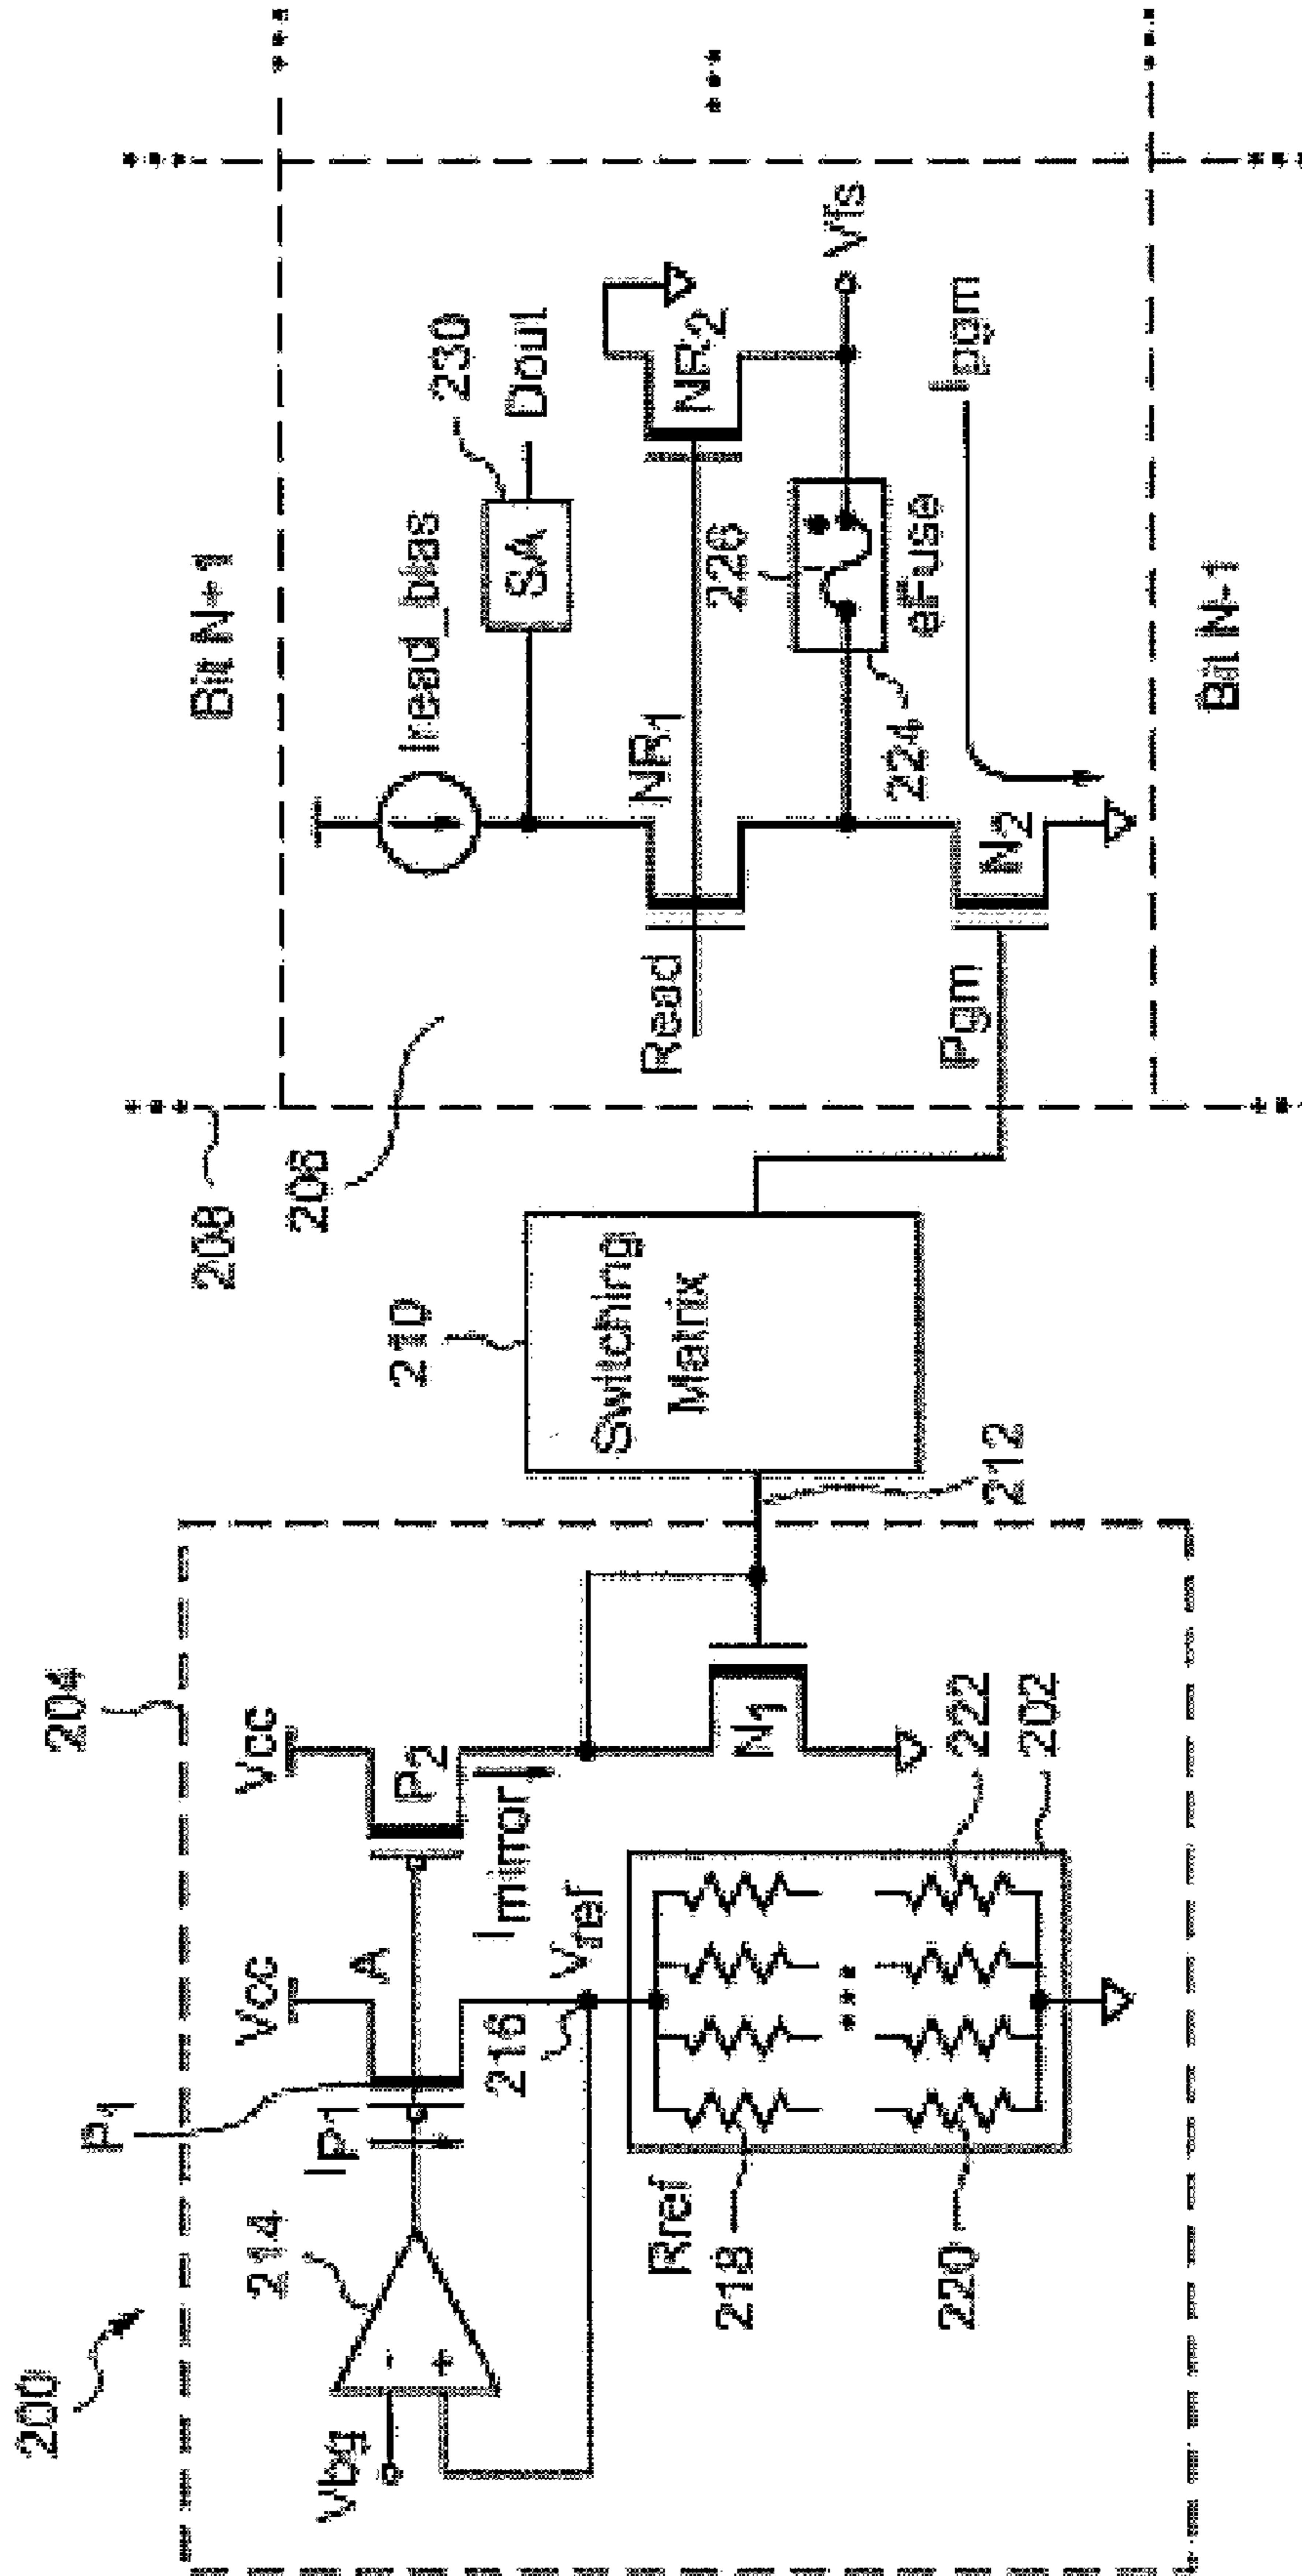 200
204
Vcc
Vcc
P1
IP1
A
P2
Imirror
214
Vbg
-
+
216
Vref
N1
Rref
218
220
222
202
212
210
Switching
Matrix
208
206
Bit N+1
Iread_bias
230
SA
Dout
Read
NR1
NR2
226
Vfs
224
eFuse
Pgm
N2
Ipgm
Bit N-1